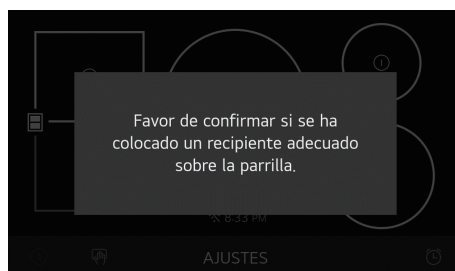 Favor de confirmar si se ha
colocado un recipiente adecuado
sobre la parrilla.
8:33 PM
AJUSTES